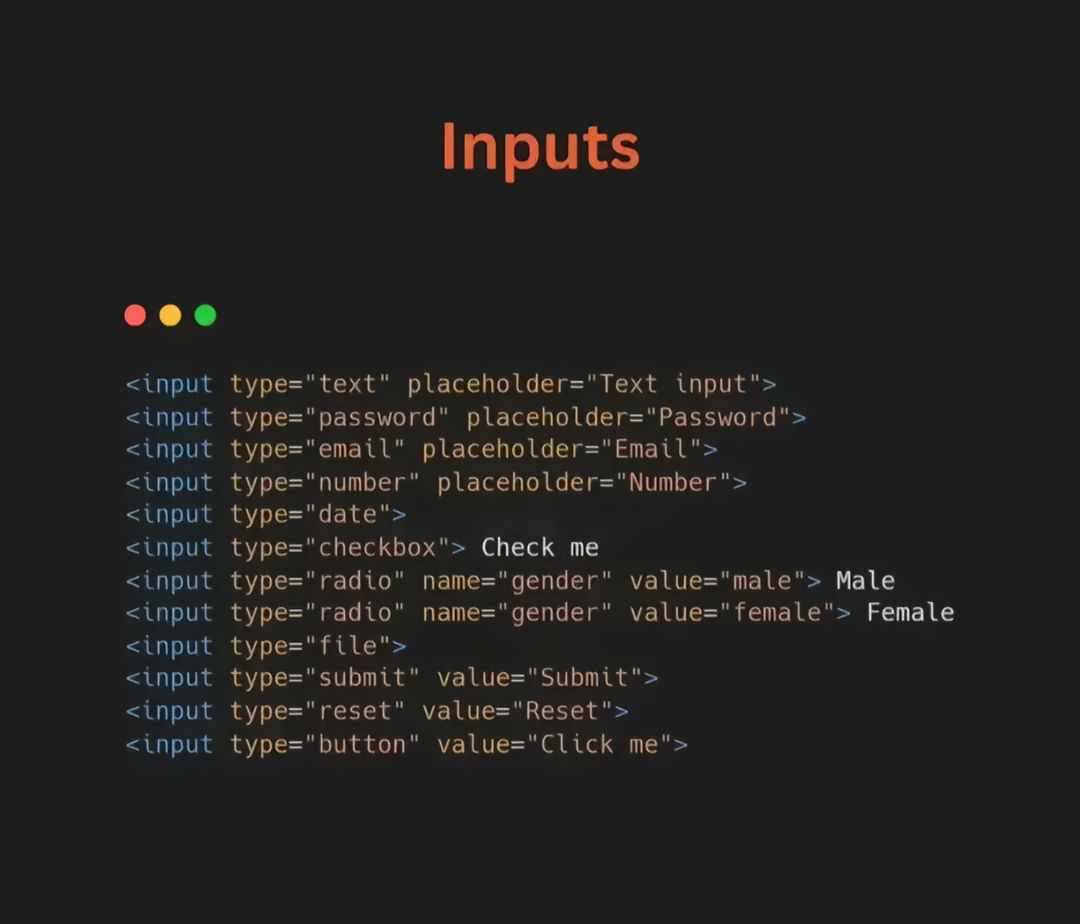 Inputs
<input type="text" placeholder="Text input">
<input type="password" placeholder="Password">
<input type="email" placeholder="Email">
<input type="number" placeholder="Number">
<input type="date">
<input type="checkbox"> Check me
<input type="radio" name="gender" value="male"> Male
<input type="radio" name="gender" value="female"> Female
<input type="file">
<input type="submit" value="Submit">
<input type="reset" value="Reset">
<input type="button" value="Click me">